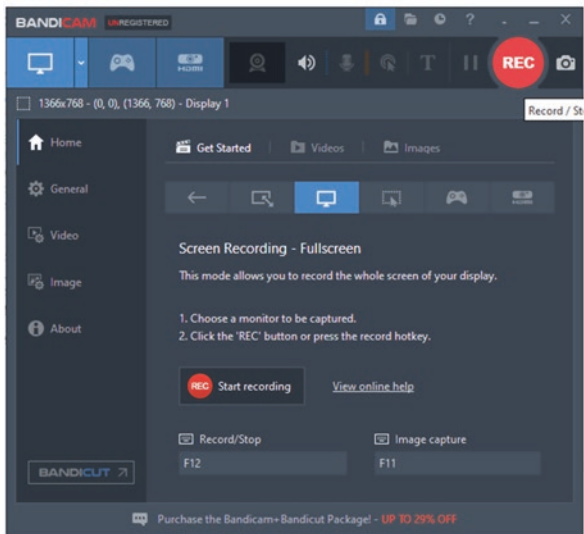 BANDICAM UNREGISTERED
?
HDMI
T
REC
1366x768 - (0, 0), (1366, 768) - Display 1
Record / St
Home
Get Started
Videos
Images
General
Video
Image
About
Screen Recording - Fullscreen
This mode allows you to record the whole screen of your display.
1. Choose a monitor to be captured.
2. Click the 'REC' button or press the record hotkey.
REC Start recording
View online help
Record/Stop
Image capture
F12
F11
BANDICUT
Purchase the Bandicam+Bandicut Package! - UP TO 29% OFF